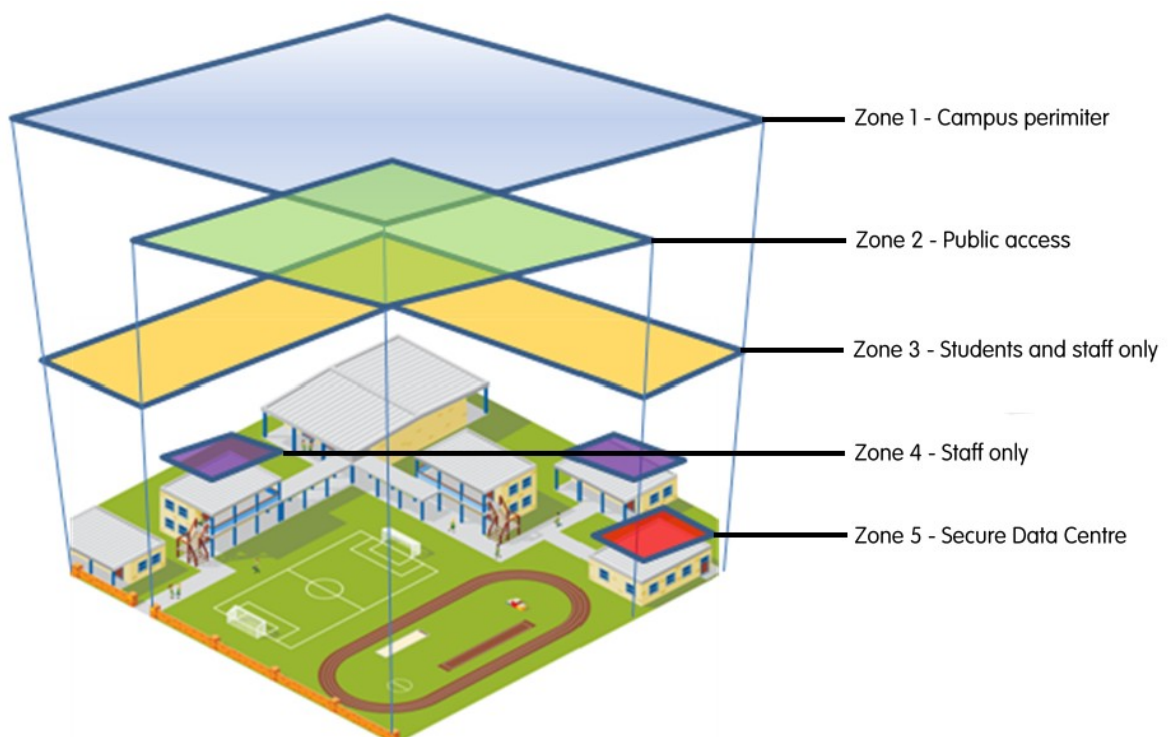 Zone 1 - Campus perimiter
Zone 2 - Public access
Zone 3 - Students and staff only
Zone 4 - Staff only
Zone 5 - Secure Data Centre